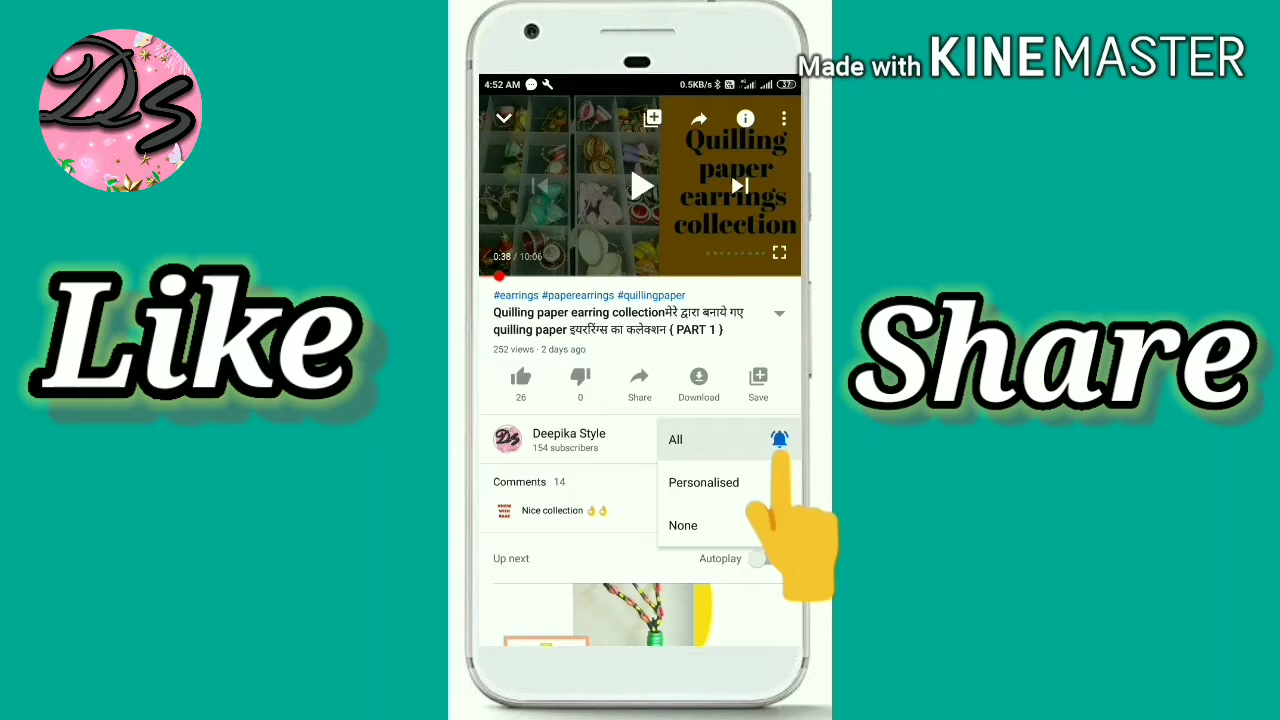 Ds
Made with KINEMASTER
4:52 AM
0.5KB/s
37
Quilling
paper
earrings
collection
0:38 / 10:06
#earrings #paperearrings #quillingpaper
Quilling paper earring collectionमेरे द्वारा बनाये गए
quilling paper इयररिंग्स का कलेक्शन { PART 1 }
252 views · 2 days ago
26
0
Share
Download
Save
Like
Share
Ds
Deepika Style
154 subscribers
All
Personalised
None
Comments 14
Nice collection 👌👌
Up next
Autoplay